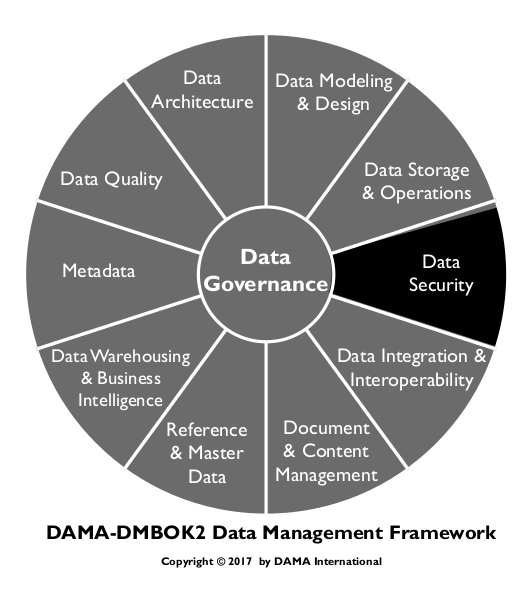 Data
Architecture
Data Modeling
& Design
Data Storage
& Operations
Data
Security
Data Integration &
Interoperability
Document
& Content
Management
Reference
& Master
Data
Data Warehousing
& Business
Intelligence
Metadata
Data Quality
Data
Governance
DAMA-DMBOK2 Data Management Framework
Copyright © 2017 by DAMA International